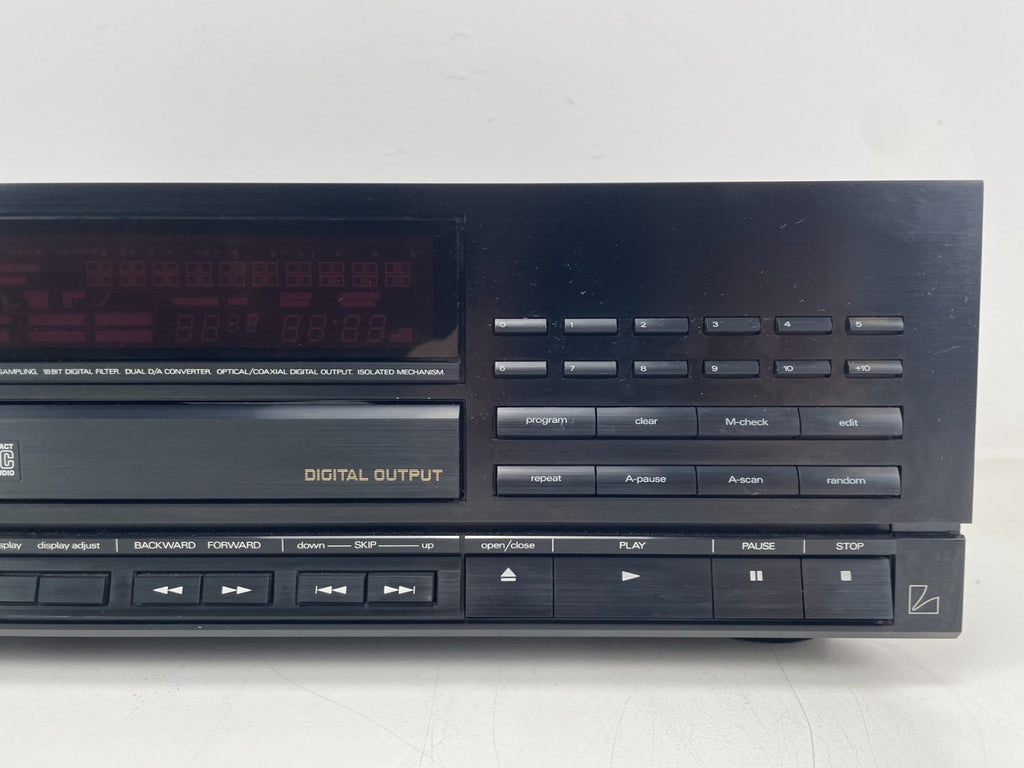 0 1 2 3 4 5
SAMPLING. 18BIT DIGITAL FILTER. DUAL D/A CONVERTER. OPTICAL/COAXIAL DIGITAL OUTPUT. ISOLATED MECHANISM.
6 7 8 9 10 +10
program clear M-check edit
DIGITAL OUTPUT
repeat A-pause A-scan random
display adjust BACKWARD FORWARD down SKIP up open/close PLAY PAUSE STOP